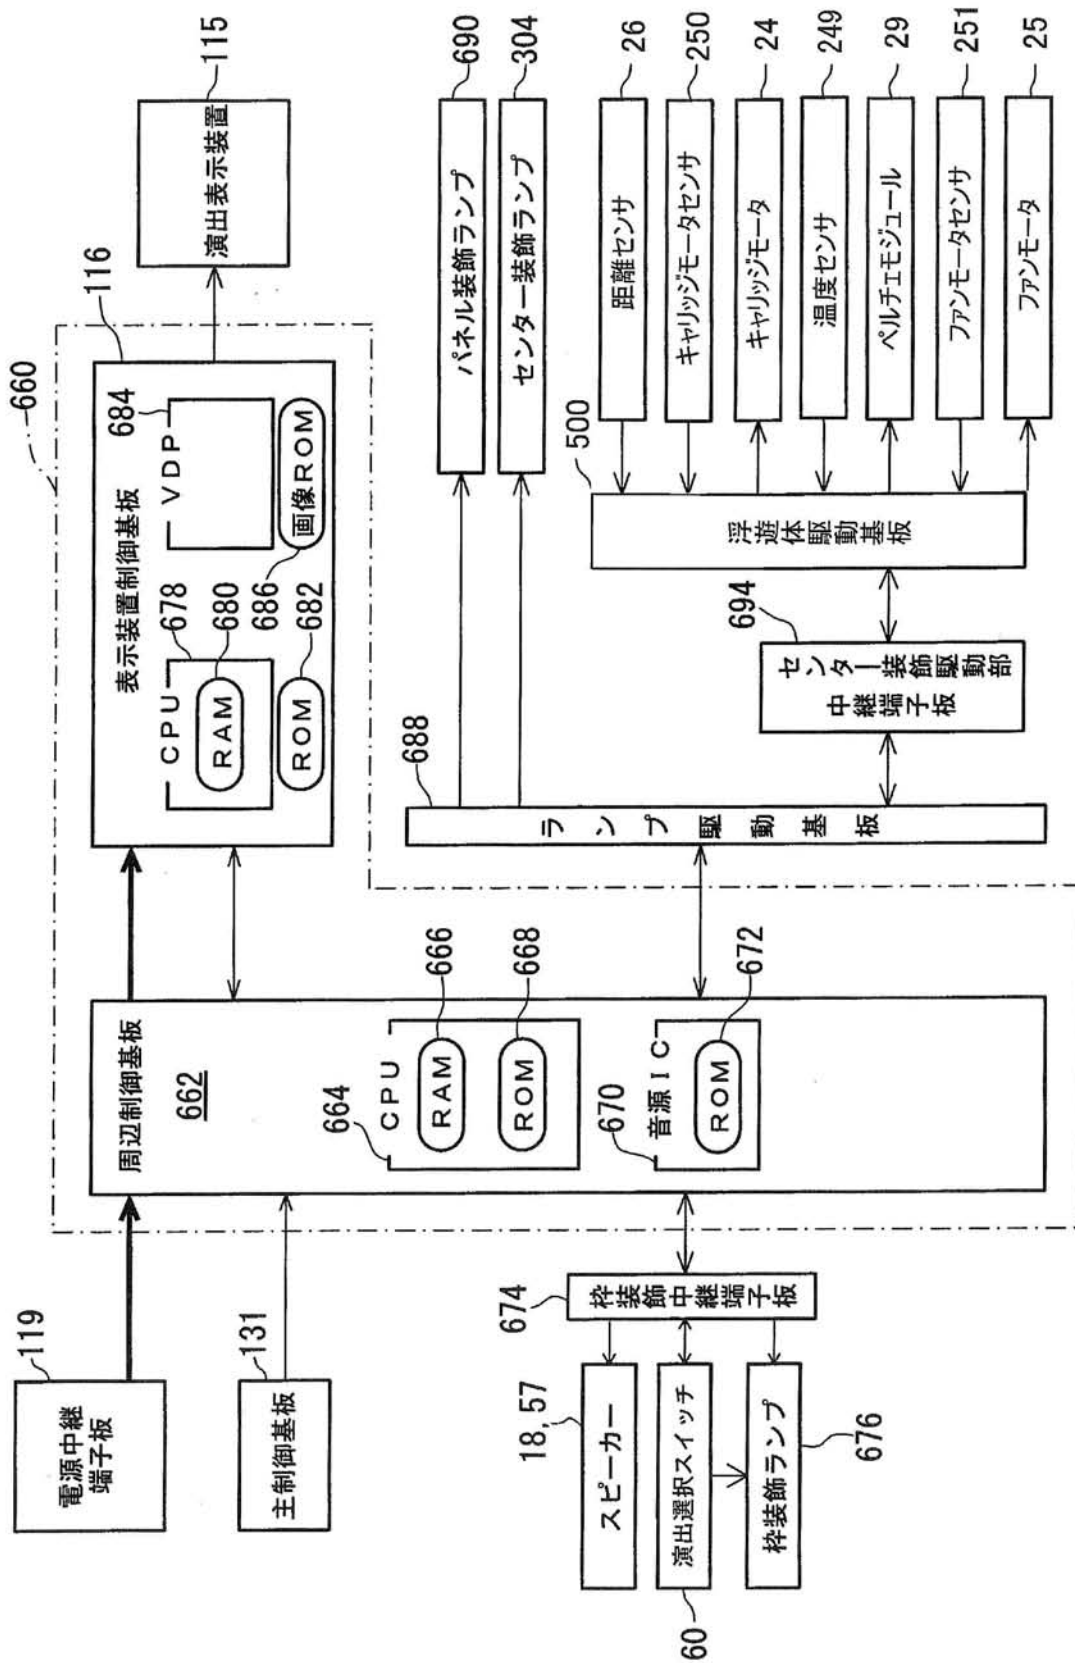 119
電源中継
端子板
131
主制御基板
660
周辺制御基板
662
664
CPU
RAM
666
ROM
668
670
音源IC
ROM
672
116
表示装置制御基板
CPU
678
RAM
680
ROM
682
VDP
684
画像ROM
686
115
演出表示装置
674
枠装飾中継端子板
18, 57
スピーカー
60
演出選択スイッチ
676
枠装飾ランプ
688
ランプ駆動基板
690
パネル装飾ランプ
304
センター装飾ランプ
694
センター装飾駆動部
中継端子板
500
浮遊体駆動基板
26
距離センサ
250
キャリッジモータセンサ
24
キャリッジモータ
249
温度センサ
29
ペルチェモジュール
251
ファンモータセンサ
25
ファンモータ